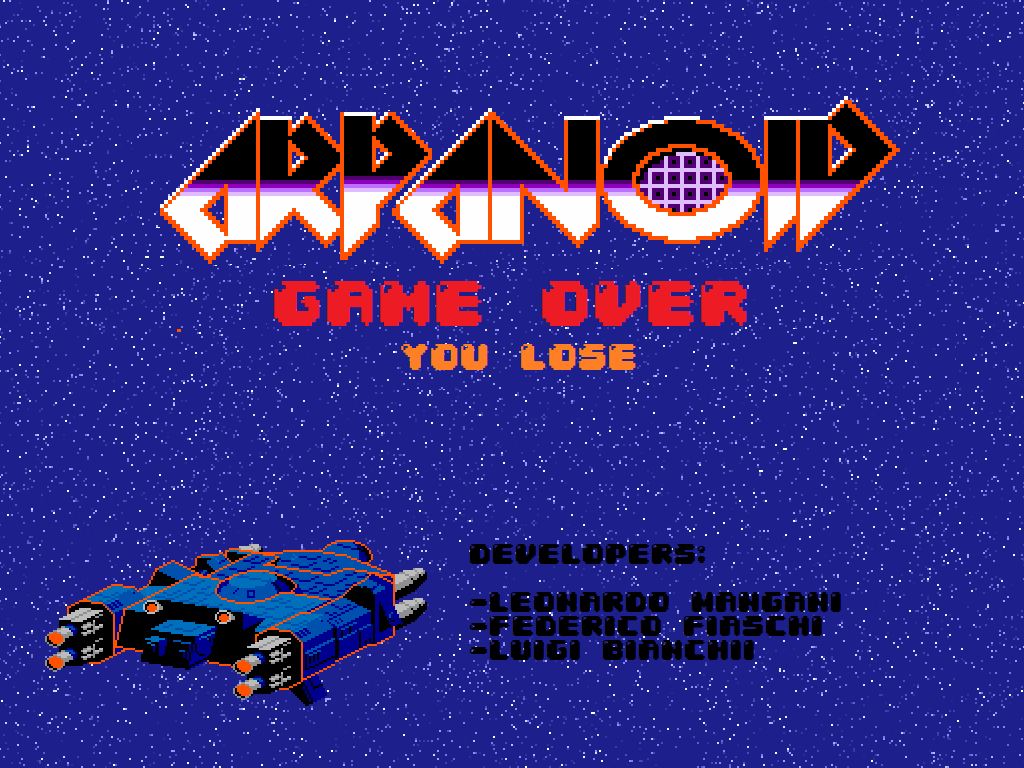 ARKANOID
GAME OVER
YOU LOSE
DEVELOPERS:
-LEONARDO MANGANI
-FEDERICO FIASCHI
-LUIGI BIANCHII